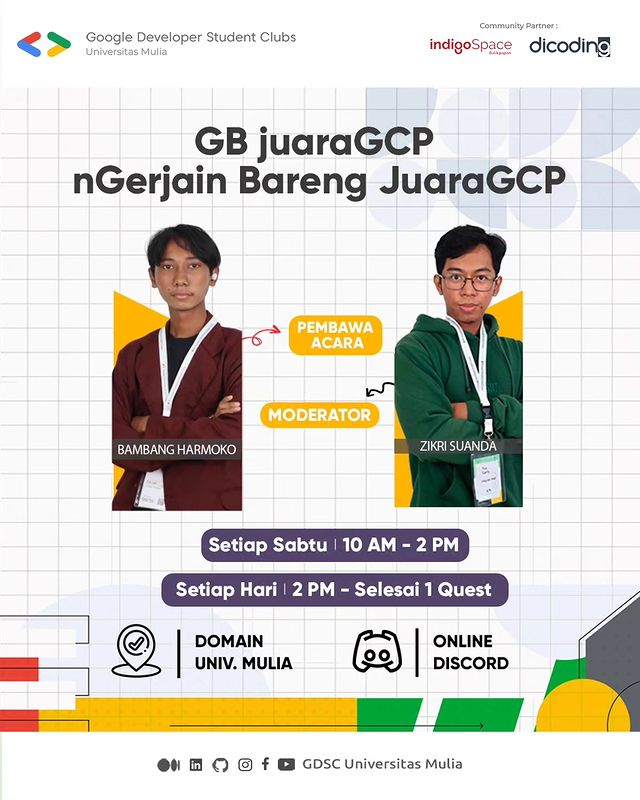 Google Developer Student Clubs
Universitas Mulia
Community Partner :
indigoSpace
Balikpapan
dicoding
GB juaraGCP
nGerjain Bareng JuaraGCP
PEMBAWA
ACARA
MODERATOR
BAMBANG HARMOKO
ZIKRI SUANDA
Setiap Sabtu | 10 AM - 2 PM
Setiap Hari | 2 PM - Selesai 1 Quest
DOMAIN
UNIV. MULIA
ONLINE
DISCORD
GDSC Universitas Mulia